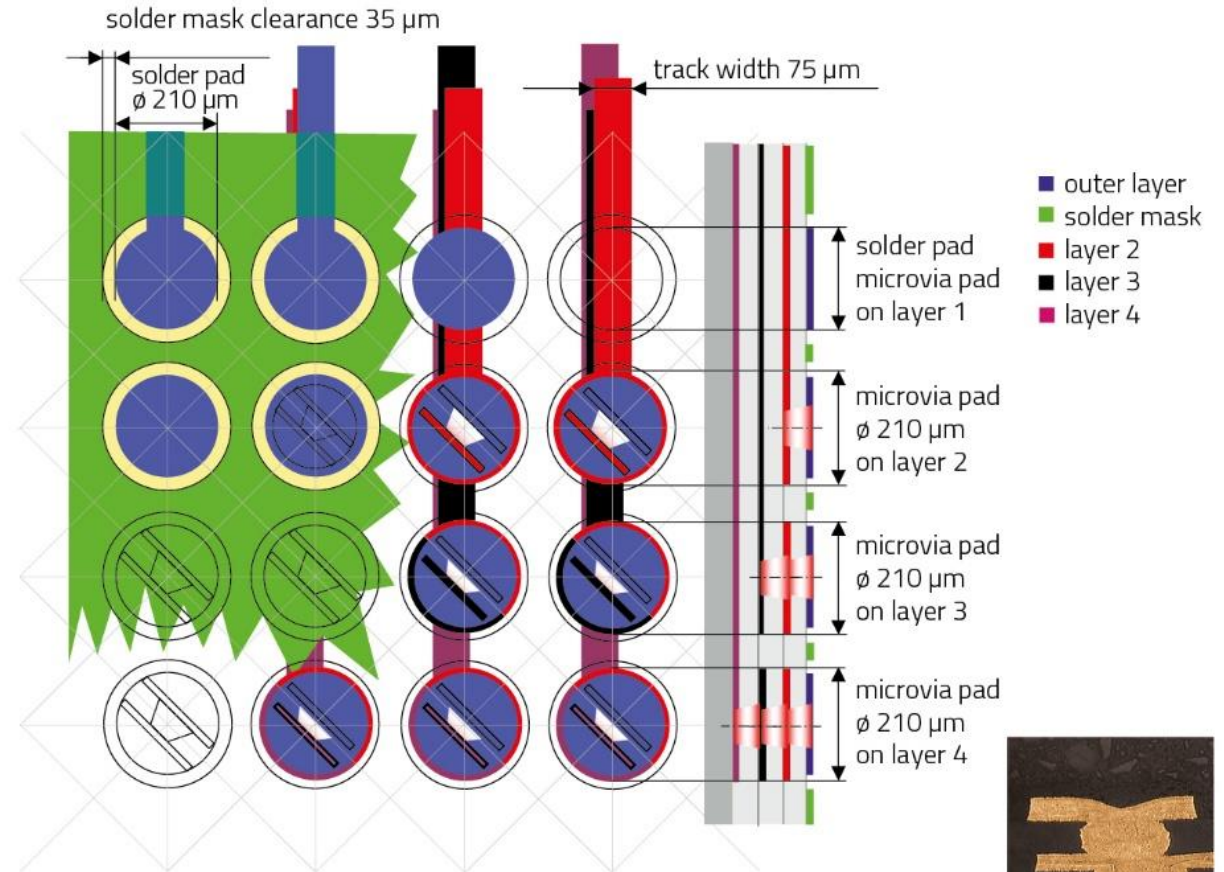 solder mask clearance 35 µm
solder pad
ø 210 µm
track width 75 µm
outer layer
solder mask
layer 2
layer 3
layer 4
solder pad
microvia pad
on layer 1
microvia pad
ø 210 µm
on layer 2
microvia pad
ø 210 µm
on layer 3
microvia pad
ø 210 µm
on layer 4